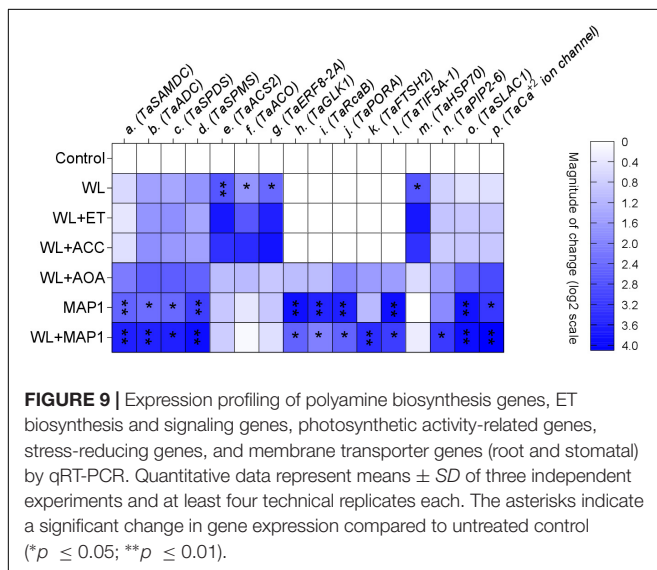 a. (TaSAMDC)
b. (TaADC)
c. (TaSPDS)
d. (TaSPMS)
e. (TaACS2)
f. (TaACO)
g. (TaERF8-2A)
h. (TaGLK1)
i. (TaRcaB)
j. (TaPORA)
k. (TaFTSH2)
l. (TaTIF5A-1)
m. (TaHSP70)
n. (TaPIP2-6)
o. (TaSLAC1)
p. (TaCa+2 ion channel)
Control
WL ** * * *
WL+ET
WL+ACC
WL+AOA
MAP1 ** * * ** ** ** ** ** ** *
WL+MAP1 ** ** * ** * * * ** * * ** **
0
0.4
0.8
1.2
1.6
2.0
2.4
2.8
3.2
3.6
4.0
Magnitude of change (log2 scale
FIGURE 9 | Expression profiling of polyamine biosynthesis genes, ET
biosynthesis and signaling genes, photosynthetic activity-related genes,
stress-reducing genes, and membrane transporter genes (root and stomatal)
by qRT-PCR. Quantitative data represent means ± SD of three independent
experiments and at least four technical replicates each. The asterisks indicate
a significant change in gene expression compared to untreated control
(*p ≤ 0.05; **p ≤ 0.01).